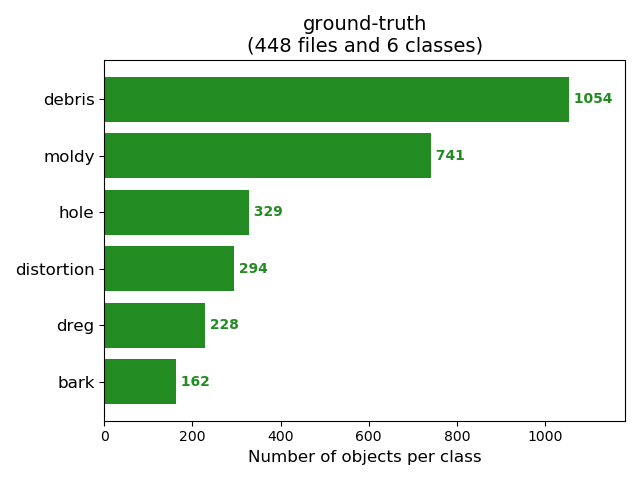 ground-truth
(448 files and 6 classes)
debris 1054
moldy 741
hole 329
distortion 294
dreg 228
bark 162
0 200 400 600 800 1000
Number of objects per class